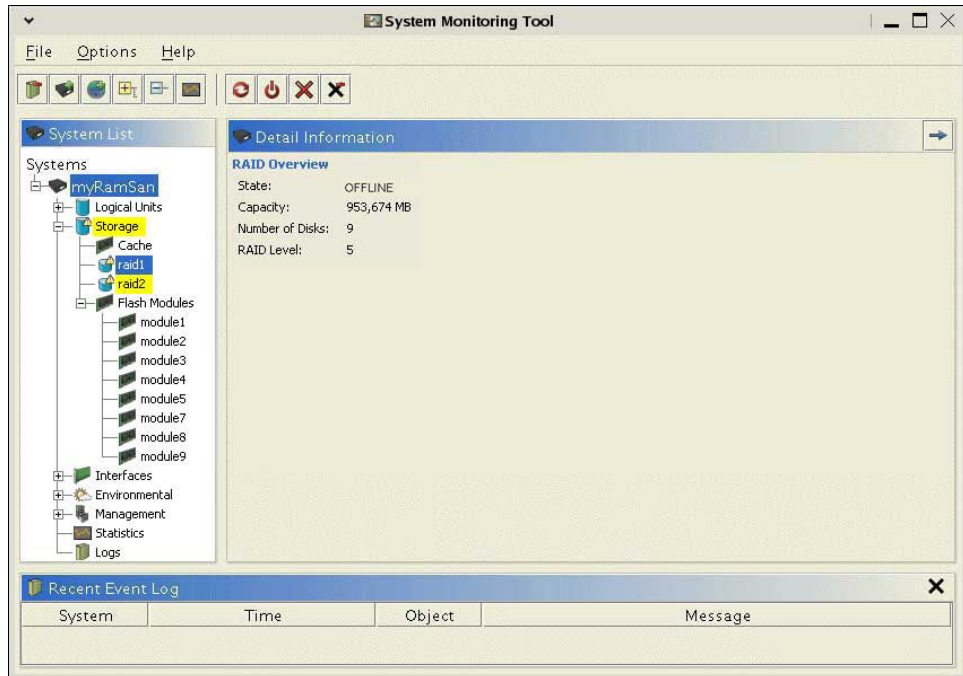 System Monitoring Tool
File Options Help
System List
Systems
myRamSan
Logical Units
Storage
Cache
raid1
raid2
Flash Modules
module1
module2
module3
module4
module5
module7
module8
module9
Interfaces
Environmental
Management
Statistics
Logs
Detail Information
RAID Overview
State: OFFLINE
Capacity: 953,674 MB
Number of Disks: 9
RAID Level: 5
Recent Event Log
System Time Object Message